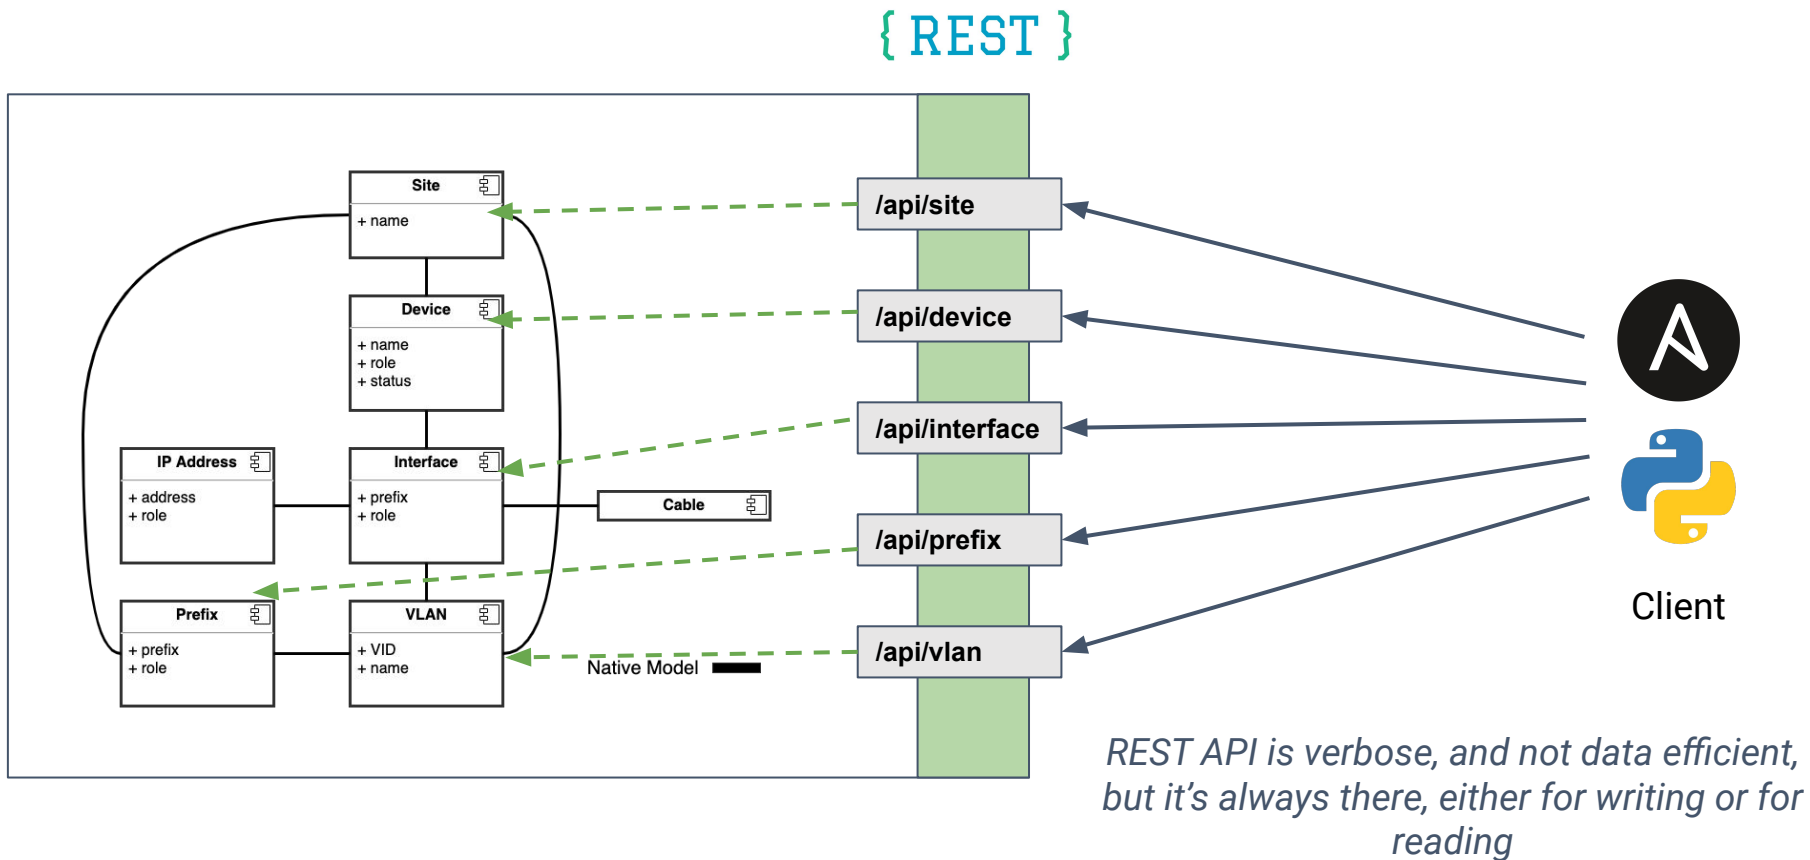 { REST }
Site
+ name
Device
+ name
+ role
+ status
IP Address
+ address
+ role
Interface
+ prefix
+ role
Cable
Prefix
+ prefix
+ role
VLAN
+ VID
+ name
Native Model
/api/site
/api/device
/api/interface
/api/prefix
/api/vlan
Client
REST API is verbose, and not data efficient,
but it’s always there, either for writing or for
reading